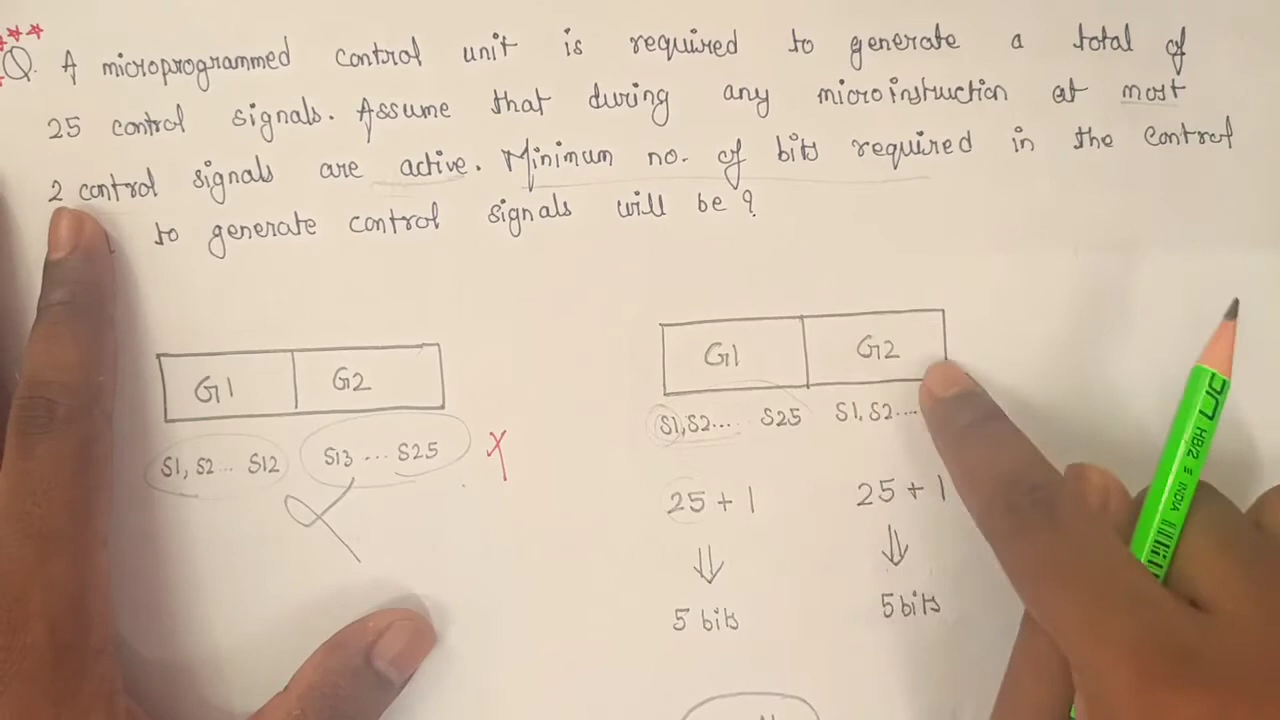 Q. A microprogrammed control unit is required to generate a total of
25 control signals. Assume that during any microinstruction at most
2 control signals are active. Minimum no. of bits required in the control
to generate control signals will be ?
G1 G2
G1 G2
S1, S2... S12 S13 ... S25 X
S1, S2... S25 S1, S2....
25 + 1 25 + 1
⇓ ⇓
5 bits 5 bits
HB/2 = INDIA